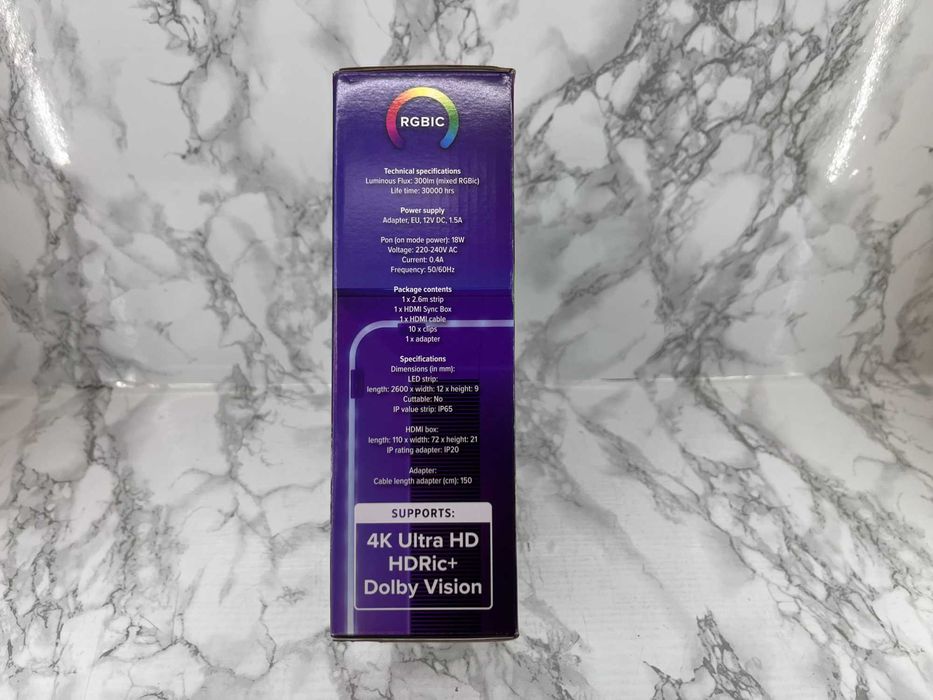 RGBIC
Technical specifications
Luminous Flux: 300lm (mixed RGBic)
Life time: 30000 hrs
Power supply
Adapter, EU, 12V DC, 1.5A
Pon (on mode power): 18W
Voltage: 220-240V AC
Current: 0.4A
Frequency: 50/60Hz
Package contents
1 x 2.6m strip
1 x HDMI Sync Box
1 x HDMI cable
10 x clips
1 x adapter
Specifications
Dimensions (in mm):
LED strip:
length: 2600 x width: 12 x height: 9
Cuttable: No
IP value strip: IP65
HDMI box:
length: 110 x width: 72 x height: 21
IP rating adapter: IP20
Adapter:
Cable length adapter (cm): 150
SUPPORTS:
4K Ultra HD
HDRic+
Dolby Vision